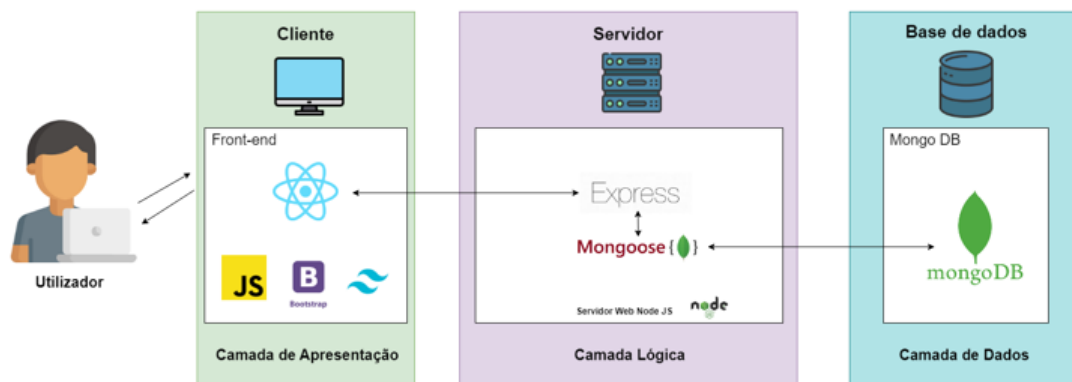 Cliente
Servidor
Base de dados
Front-end
Mongo DB
Express
Mongoose {}
JS
B
Bootstrap
mongoDB
Utilizador
Servidor Web Node JS
node
Camada de Apresentação
Camada Lógica
Camada de Dados